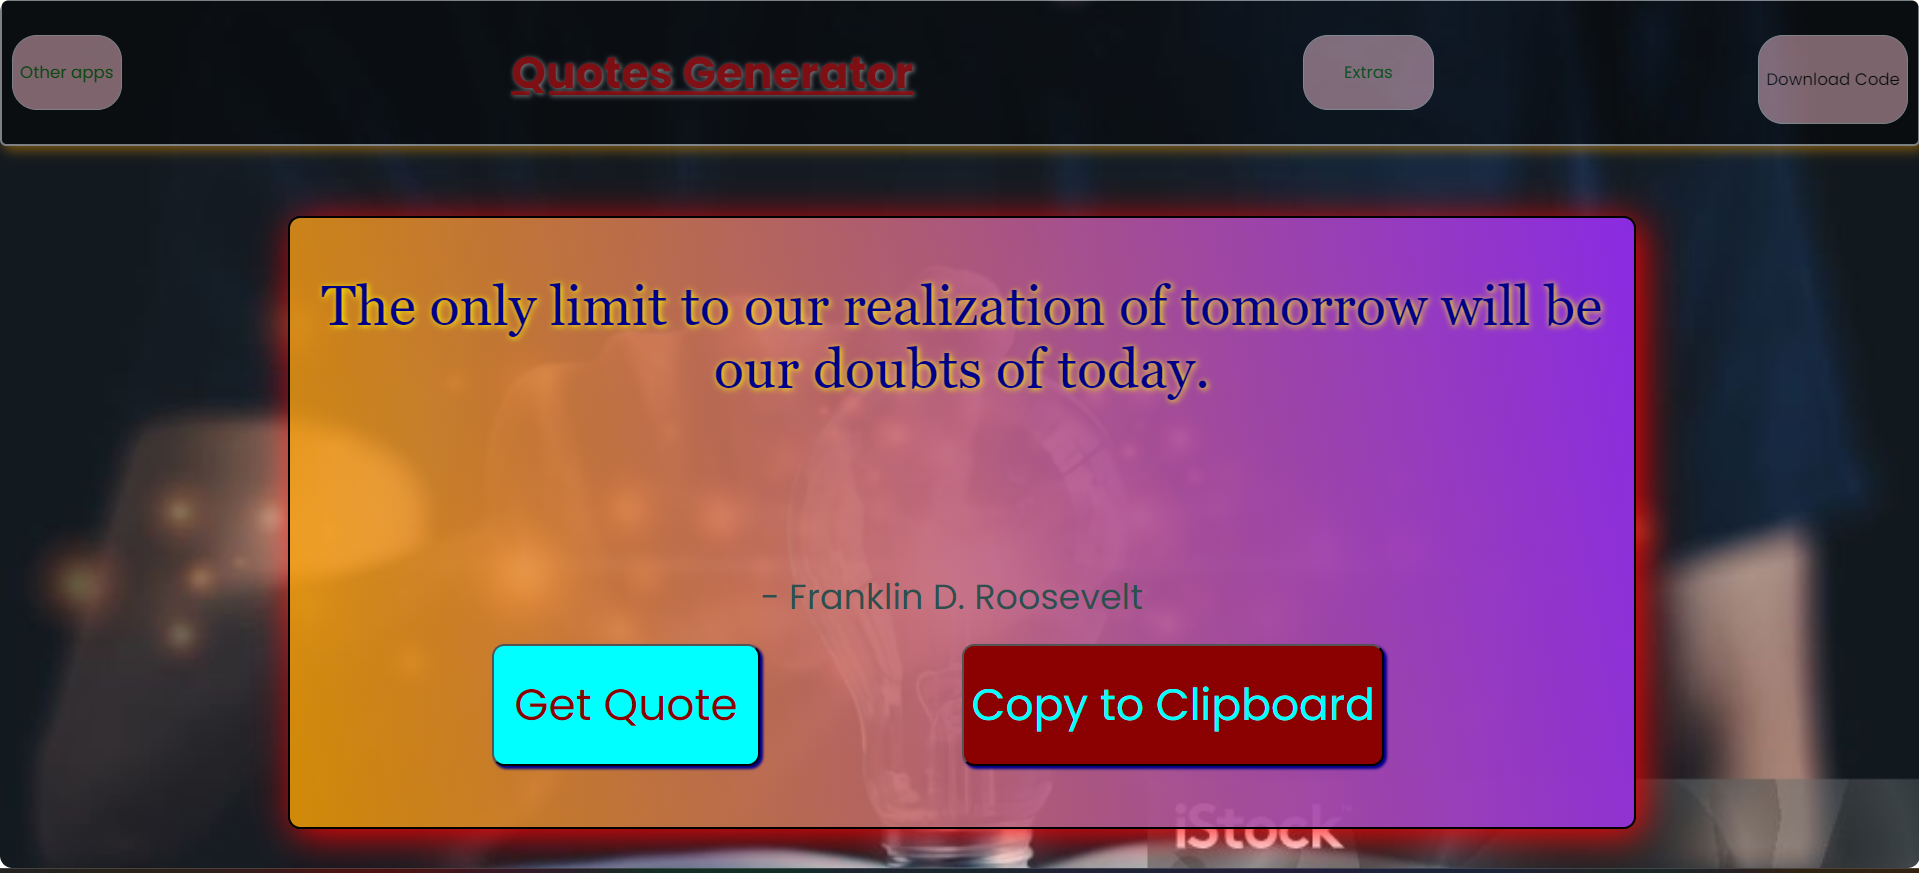 Other apps
Quotes Generator
Extras
Download Code
The only limit to our realization of tomorrow will be
our doubts of today.
- Franklin D. Roosevelt
Get Quote
Copy to Clipboard
iStock